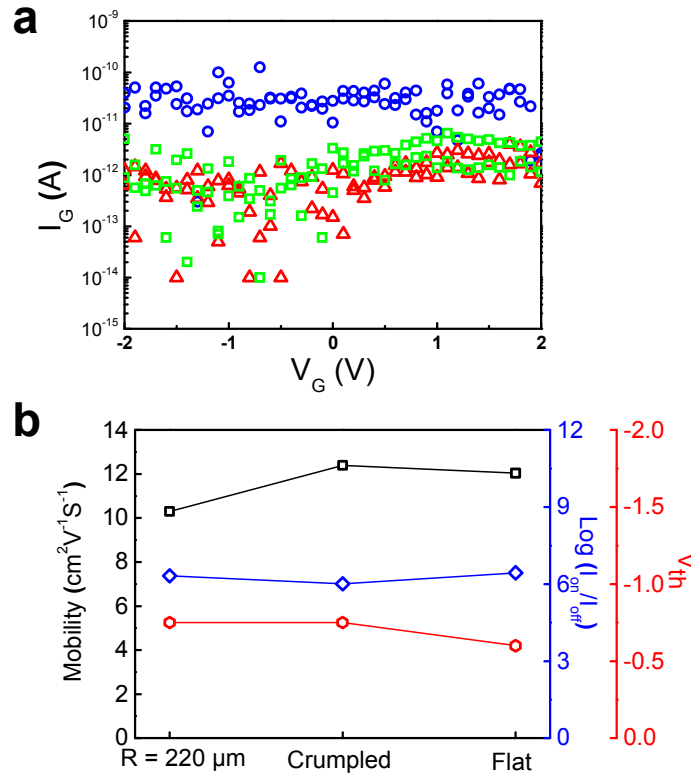 a
10⁻⁹
10⁻¹⁰
10⁻¹¹
10⁻¹²
10⁻¹³
10⁻¹⁴
10⁻¹⁵
I_G (A)
-2 -1 0 1 2
V_G (V)
b
14
12
10
8
6
4
2
0
Mobility (cm²V⁻¹S⁻¹)
12
9
6
3
0
Log (I_on/I_off)
-2.0
-1.5
-1.0
-0.5
0.0
V_th
R = 220 µm Crumpled Flat